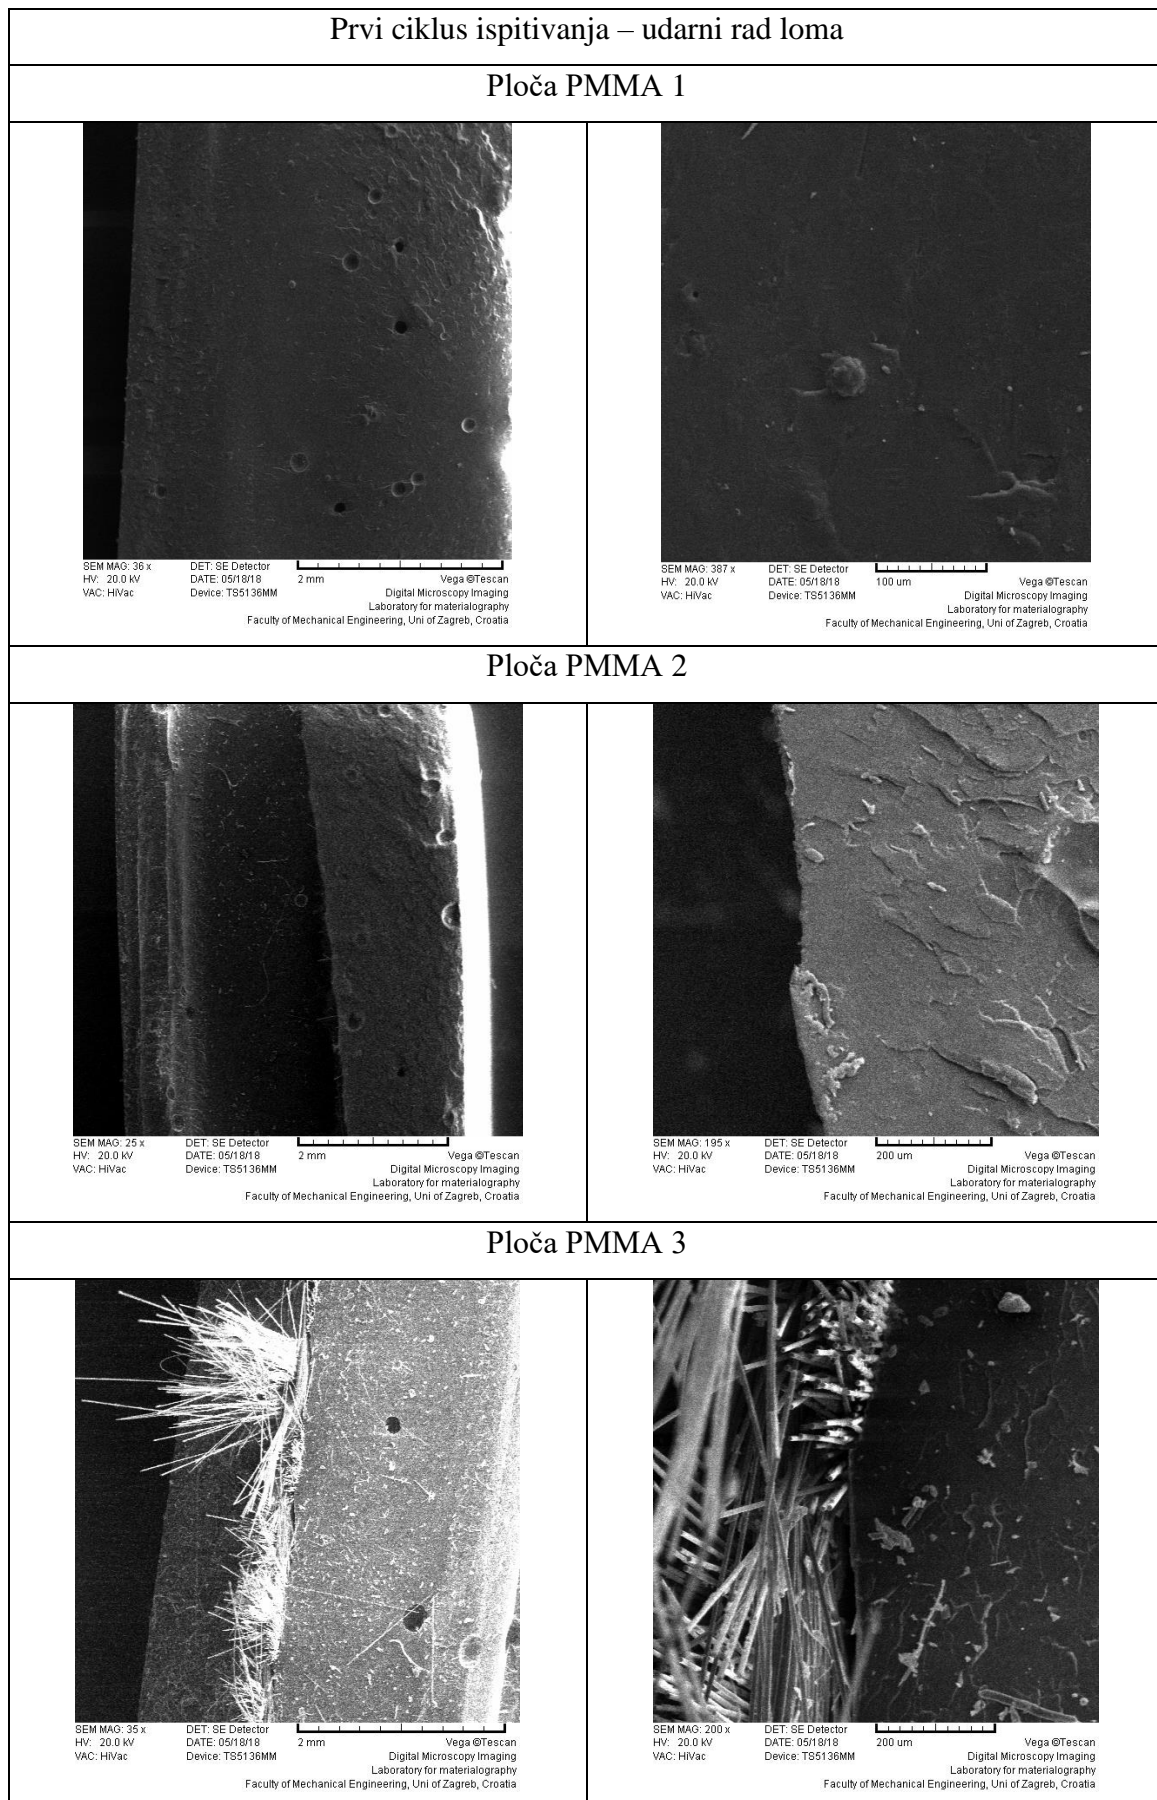 Prvi ciklus ispitivanja – udarni rad loma
Ploča PMMA 1
SEM MAG: 36 x DET: SE Detector
HV: 20.0 kV DATE: 05/18/18 2 mm Vega ©Tescan
VAC: HiVac Device: TS5136MM Digital Microscopy Imaging
Laboratory for materialography
Faculty of Mechanical Engineering, Uni of Zagreb, Croatia
SEM MAG: 387 x DET: SE Detector
HV: 20.0 kV DATE: 05/18/18 100 um Vega ©Tescan
VAC: HiVac Device: TS5136MM Digital Microscopy Imaging
Laboratory for materialography
Faculty of Mechanical Engineering, Uni of Zagreb, Croatia
Ploča PMMA 2
SEM MAG: 25 x DET: SE Detector
HV: 20.0 kV DATE: 05/18/18 2 mm Vega ©Tescan
VAC: HiVac Device: TS5136MM Digital Microscopy Imaging
Laboratory for materialography
Faculty of Mechanical Engineering, Uni of Zagreb, Croatia
SEM MAG: 195 x DET: SE Detector
HV: 20.0 kV DATE: 05/18/18 200 um Vega ©Tescan
VAC: HiVac Device: TS5136MM Digital Microscopy Imaging
Laboratory for materialography
Faculty of Mechanical Engineering, Uni of Zagreb, Croatia
Ploča PMMA 3
SEM MAG: 35 x DET: SE Detector
HV: 20.0 kV DATE: 05/18/18 2 mm Vega ©Tescan
VAC: HiVac Device: TS5136MM Digital Microscopy Imaging
Laboratory for materialography
Faculty of Mechanical Engineering, Uni of Zagreb, Croatia
SEM MAG: 200 x DET: SE Detector
HV: 20.0 kV DATE: 05/18/18 200 um Vega ©Tescan
VAC: HiVac Device: TS5136MM Digital Microscopy Imaging
Laboratory for materialography
Faculty of Mechanical Engineering, Uni of Zagreb, Croatia